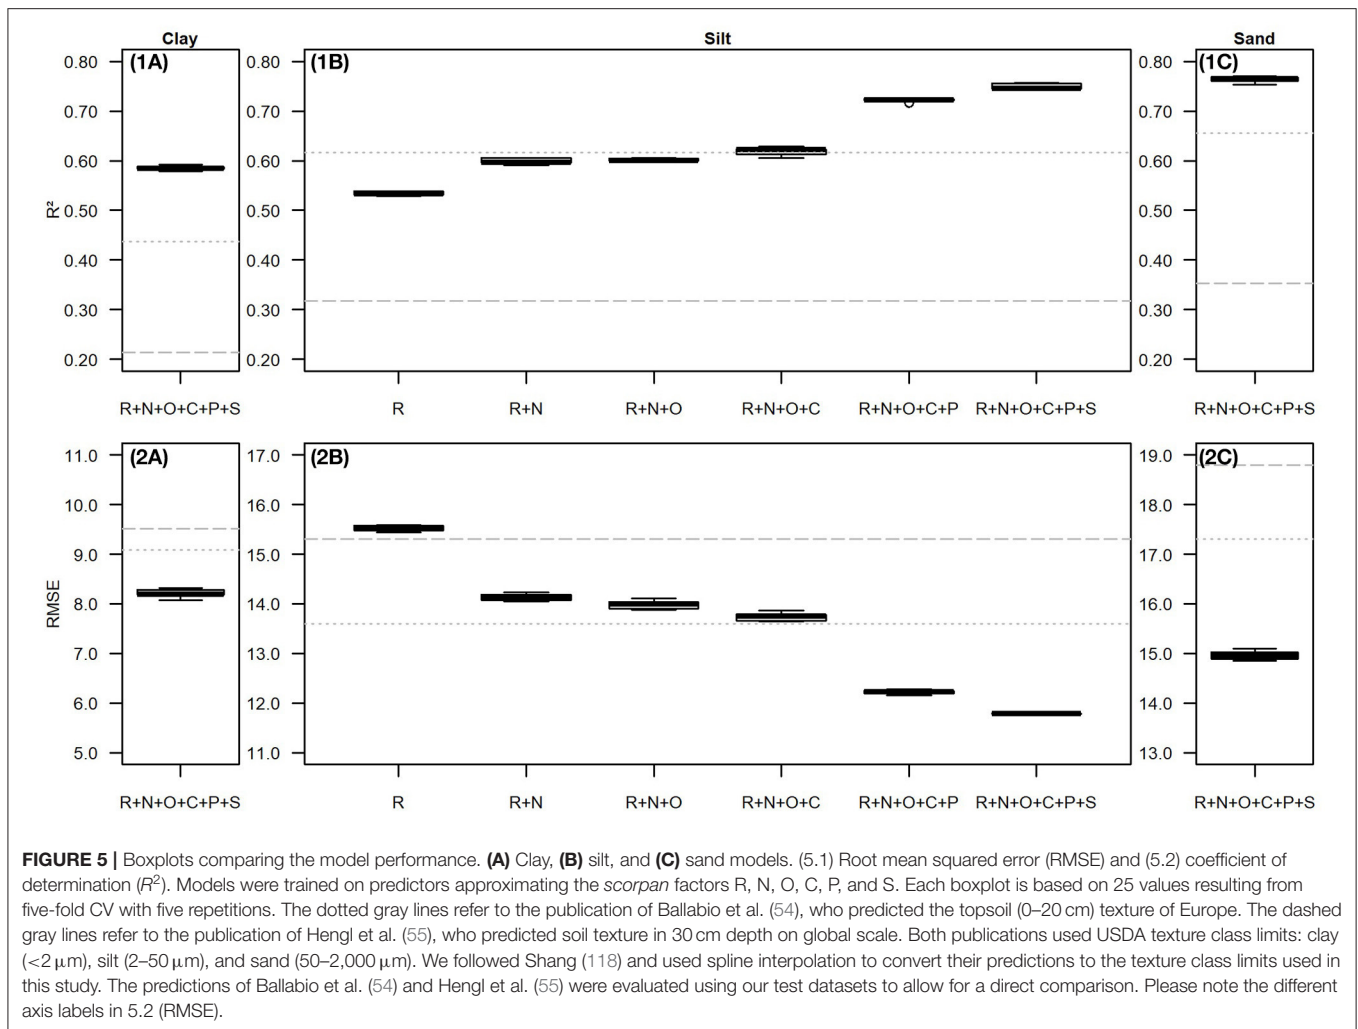 Clay
Silt
Sand
(1A)
(1B)
(1C)
R²
0.80
0.70
0.60
0.50
0.40
0.30
0.20
0.80
0.70
0.60
0.50
0.40
0.30
0.20
0.80
0.70
0.60
0.50
0.40
0.30
0.20
R+N+O+C+P+S
R
R+N
R+N+O
R+N+O+C
R+N+O+C+P
R+N+O+C+P+S
R+N+O+C+P+S
(2A)
(2B)
(2C)
RMSE
11.0
10.0
9.0
8.0
7.0
6.0
5.0
17.0
16.0
15.0
14.0
13.0
12.0
11.0
19.0
18.0
17.0
16.0
15.0
14.0
13.0
R+N+O+C+P+S
R
R+N
R+N+O
R+N+O+C
R+N+O+C+P
R+N+O+C+P+S
R+N+O+C+P+S
FIGURE 5 | Boxplots comparing the model performance. (A) Clay, (B) silt, and (C) sand models. (5.1) Root mean squared error (RMSE) and (5.2) coefficient of
determination (R²). Models were trained on predictors approximating the scorpan factors R, N, O, C, P, and S. Each boxplot is based on 25 values resulting from
five-fold CV with five repetitions. The dotted gray lines refer to the publication of Ballabio et al. (54), who predicted the topsoil (0–20 cm) texture of Europe. The dashed
gray lines refer to the publication of Hengl et al. (55), who predicted soil texture in 30 cm depth on global scale. Both publications used USDA texture class limits: clay
(<2 μm), silt (2–50 μm), and sand (50–2,000 μm). We followed Shang (118) and used spline interpolation to convert their predictions to the texture class limits used in
this study. The predictions of Ballabio et al. (54) and Hengl et al. (55) were evaluated using our test datasets to allow for a direct comparison. Please note the different
axis labels in 5.2 (RMSE).